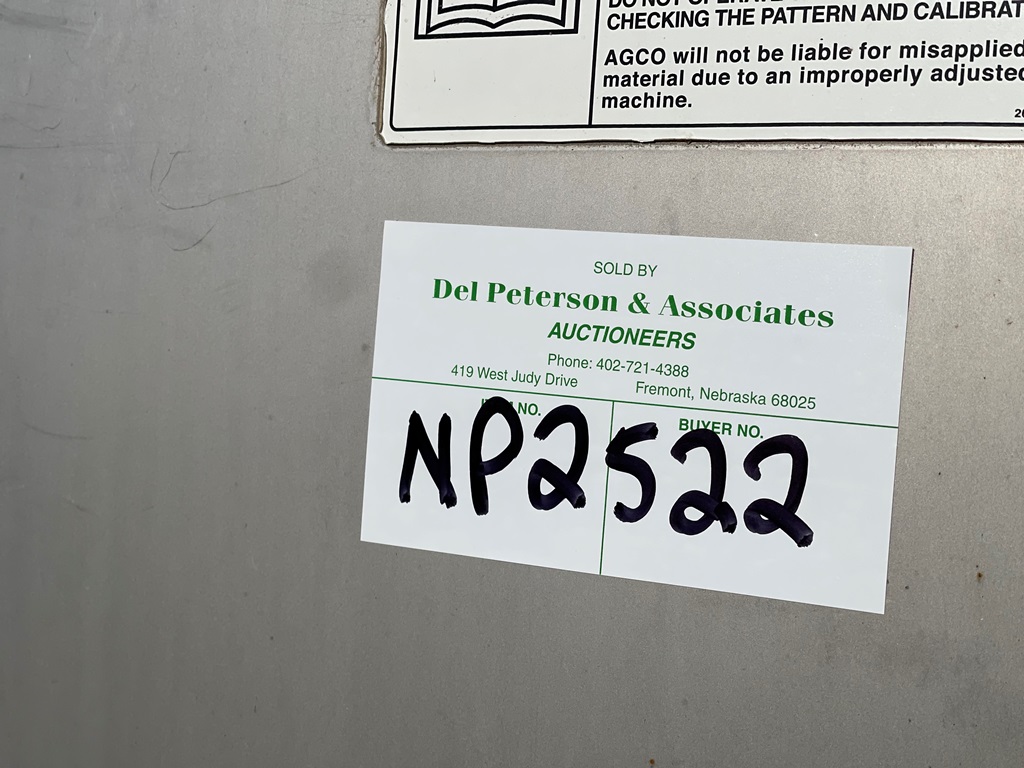 CHECKING THE PATTERN AND CALIBRAT
AGCO will not be liable for misapplied
material due to an improperly adjusted
machine.
SOLD BY
Del Peterson & Associates
AUCTIONEERS
Phone: 402-721-4388
419 West Judy Drive Fremont, Nebraska 68025
NO. BUYER NO.
NP2522